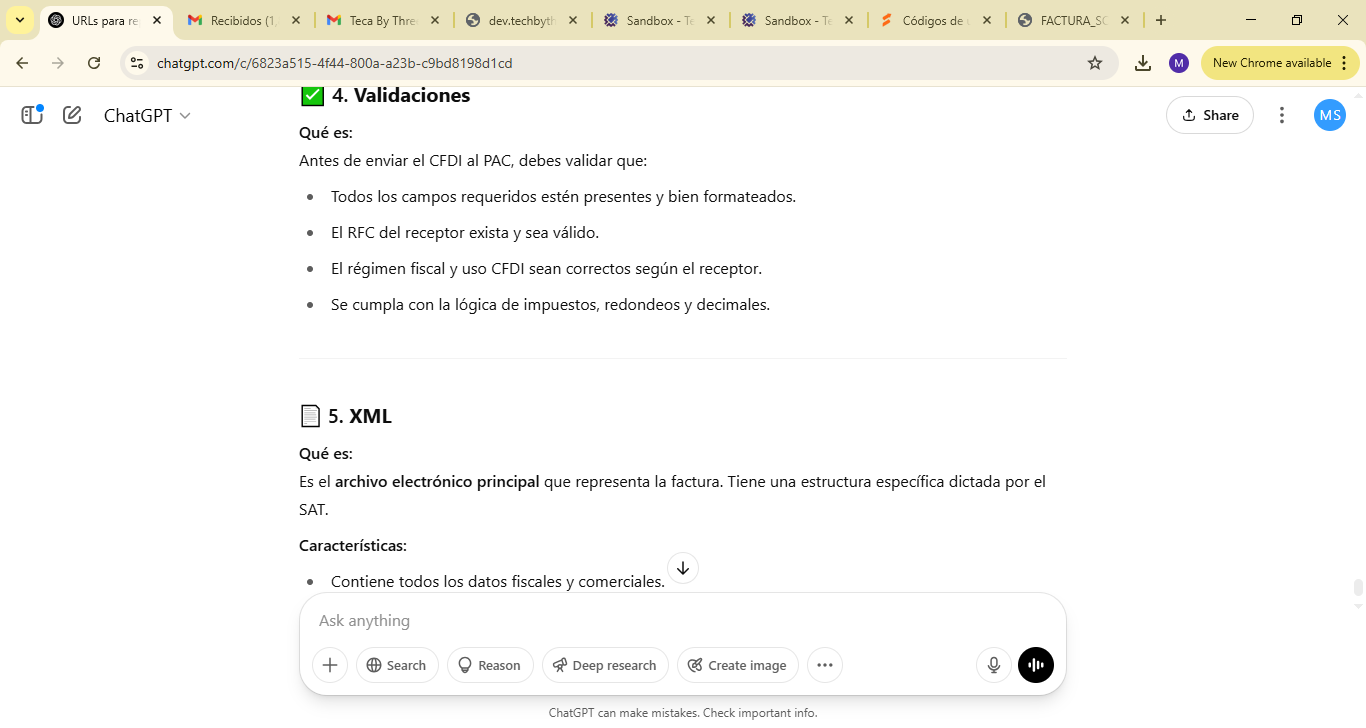 URLs para re
Recibidos (1,
Teca By Thre
dev.techbyth
Sandbox - Te
Sandbox - Te
Códigos de u
FACTURA_SC
chatgpt.com/c/6823a515-4f44-800a-a23b-c9bd8198d1cd
M
New Chrome available
ChatGPT
Share
MS
✅ 4. Validaciones
Qué es:
Antes de enviar el CFDI al PAC, debes validar que:
• Todos los campos requeridos estén presentes y bien formateados.
• El RFC del receptor exista y sea válido.
• El régimen fiscal y uso CFDI sean correctos según el receptor.
• Se cumpla con la lógica de impuestos, redondeos y decimales.
5. XML
Qué es:
Es el archivo electrónico principal que representa la factura. Tiene una estructura específica dictada por el
SAT.
Características:
• Contiene todos los datos fiscales y comerciales.
Ask anything
Search
Reason
Deep research
Create image
ChatGPT can make mistakes. Check important info.